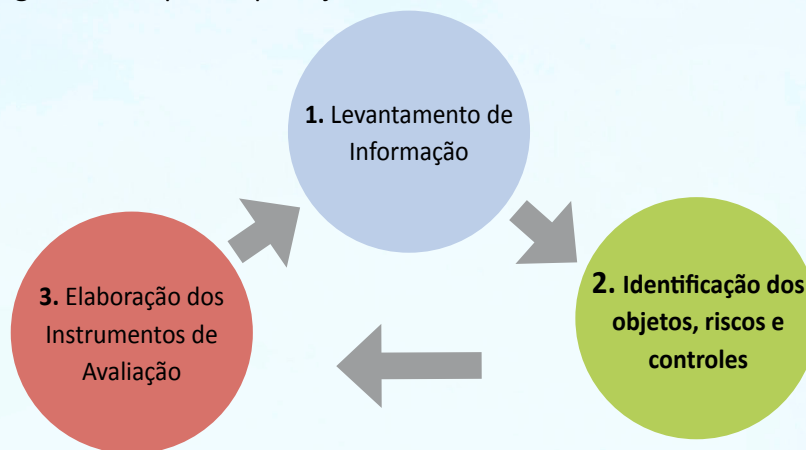 1. Levantamento de
Informação
2. Identificação dos
objetos, riscos e
controles
3. Elaboração dos
Instrumentos de
Avaliação